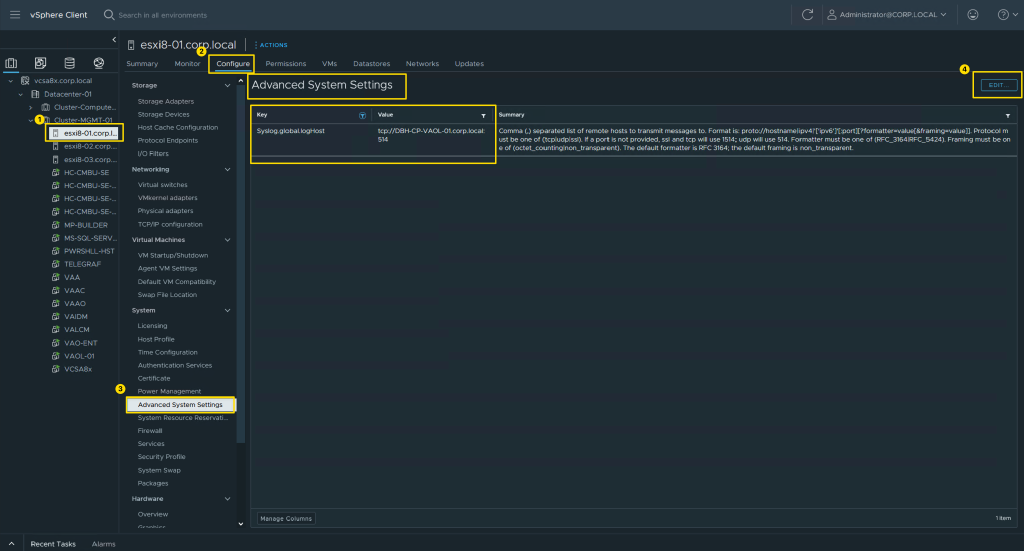 vSphere Client
Search in all environments
Administrator@CORP.LOCAL
esxi8-01.corp.local
ACTIONS
2
Summary
Monitor
Configure
Permissions
VMs
Datastores
Networks
Updates
vcsa8x.corp.local
Datacenter-01
Cluster-Compute...
Cluster-MGMT-01
1
esxi8-01.corp.l...
esxi8-02.corp...
esxi8-03.corp...
HC-CMBU-SE
HC-CMBU-SE-...
HC-CMBU-SE-...
HC-CMBU-SE-...
MP-BUILDER
MS-SQL-SERV...
PWRSHLL-HST
TELEGRAF
VAA
VAAC
VAAO
VAIDM
VALCM
VAO-ENT
VAOL-01
VCSA8x
Storage
Storage Adapters
Storage Devices
Host Cache Configuration
Protocol Endpoints
I/O Filters
Networking
Virtual switches
VMkernel adapters
Physical adapters
TCP/IP configuration
Virtual Machines
VM Startup/Shutdown
Agent VM Settings
Default VM Compatibility
Swap File Location
System
Licensing
Host Profile
Time Configuration
Authentication Services
Certificate
Power Management
3
Advanced System Settings
System Resource Reservati...
Firewall
Services
Security Profile
System Swap
Packages
Hardware
Overview
Graphics
Advanced System Settings
4
EDIT...
Key
Value
Summary
Syslog.global.logHost
tcp://DBH-CP-VAOL-01.corp.local:
514
Comma (,) separated list of remote hosts to transmit messages to. Format is: proto://hostname|ipv4|'['ipv6']'[:port][?formatter=value[&framing=value]]. Protocol m
ust be one of (tcp|udp|ssl). If a port is not provided, ssl and tcp will use 1514; udp will use 514. Formatter must be one of (RFC_3164|RFC_5424). Framing must be on
e of (octet_counting|non_transparent). The default formatter is RFC 3164; the default framing is non_transparent.
Manage Columns
1 item
Recent Tasks
Alarms